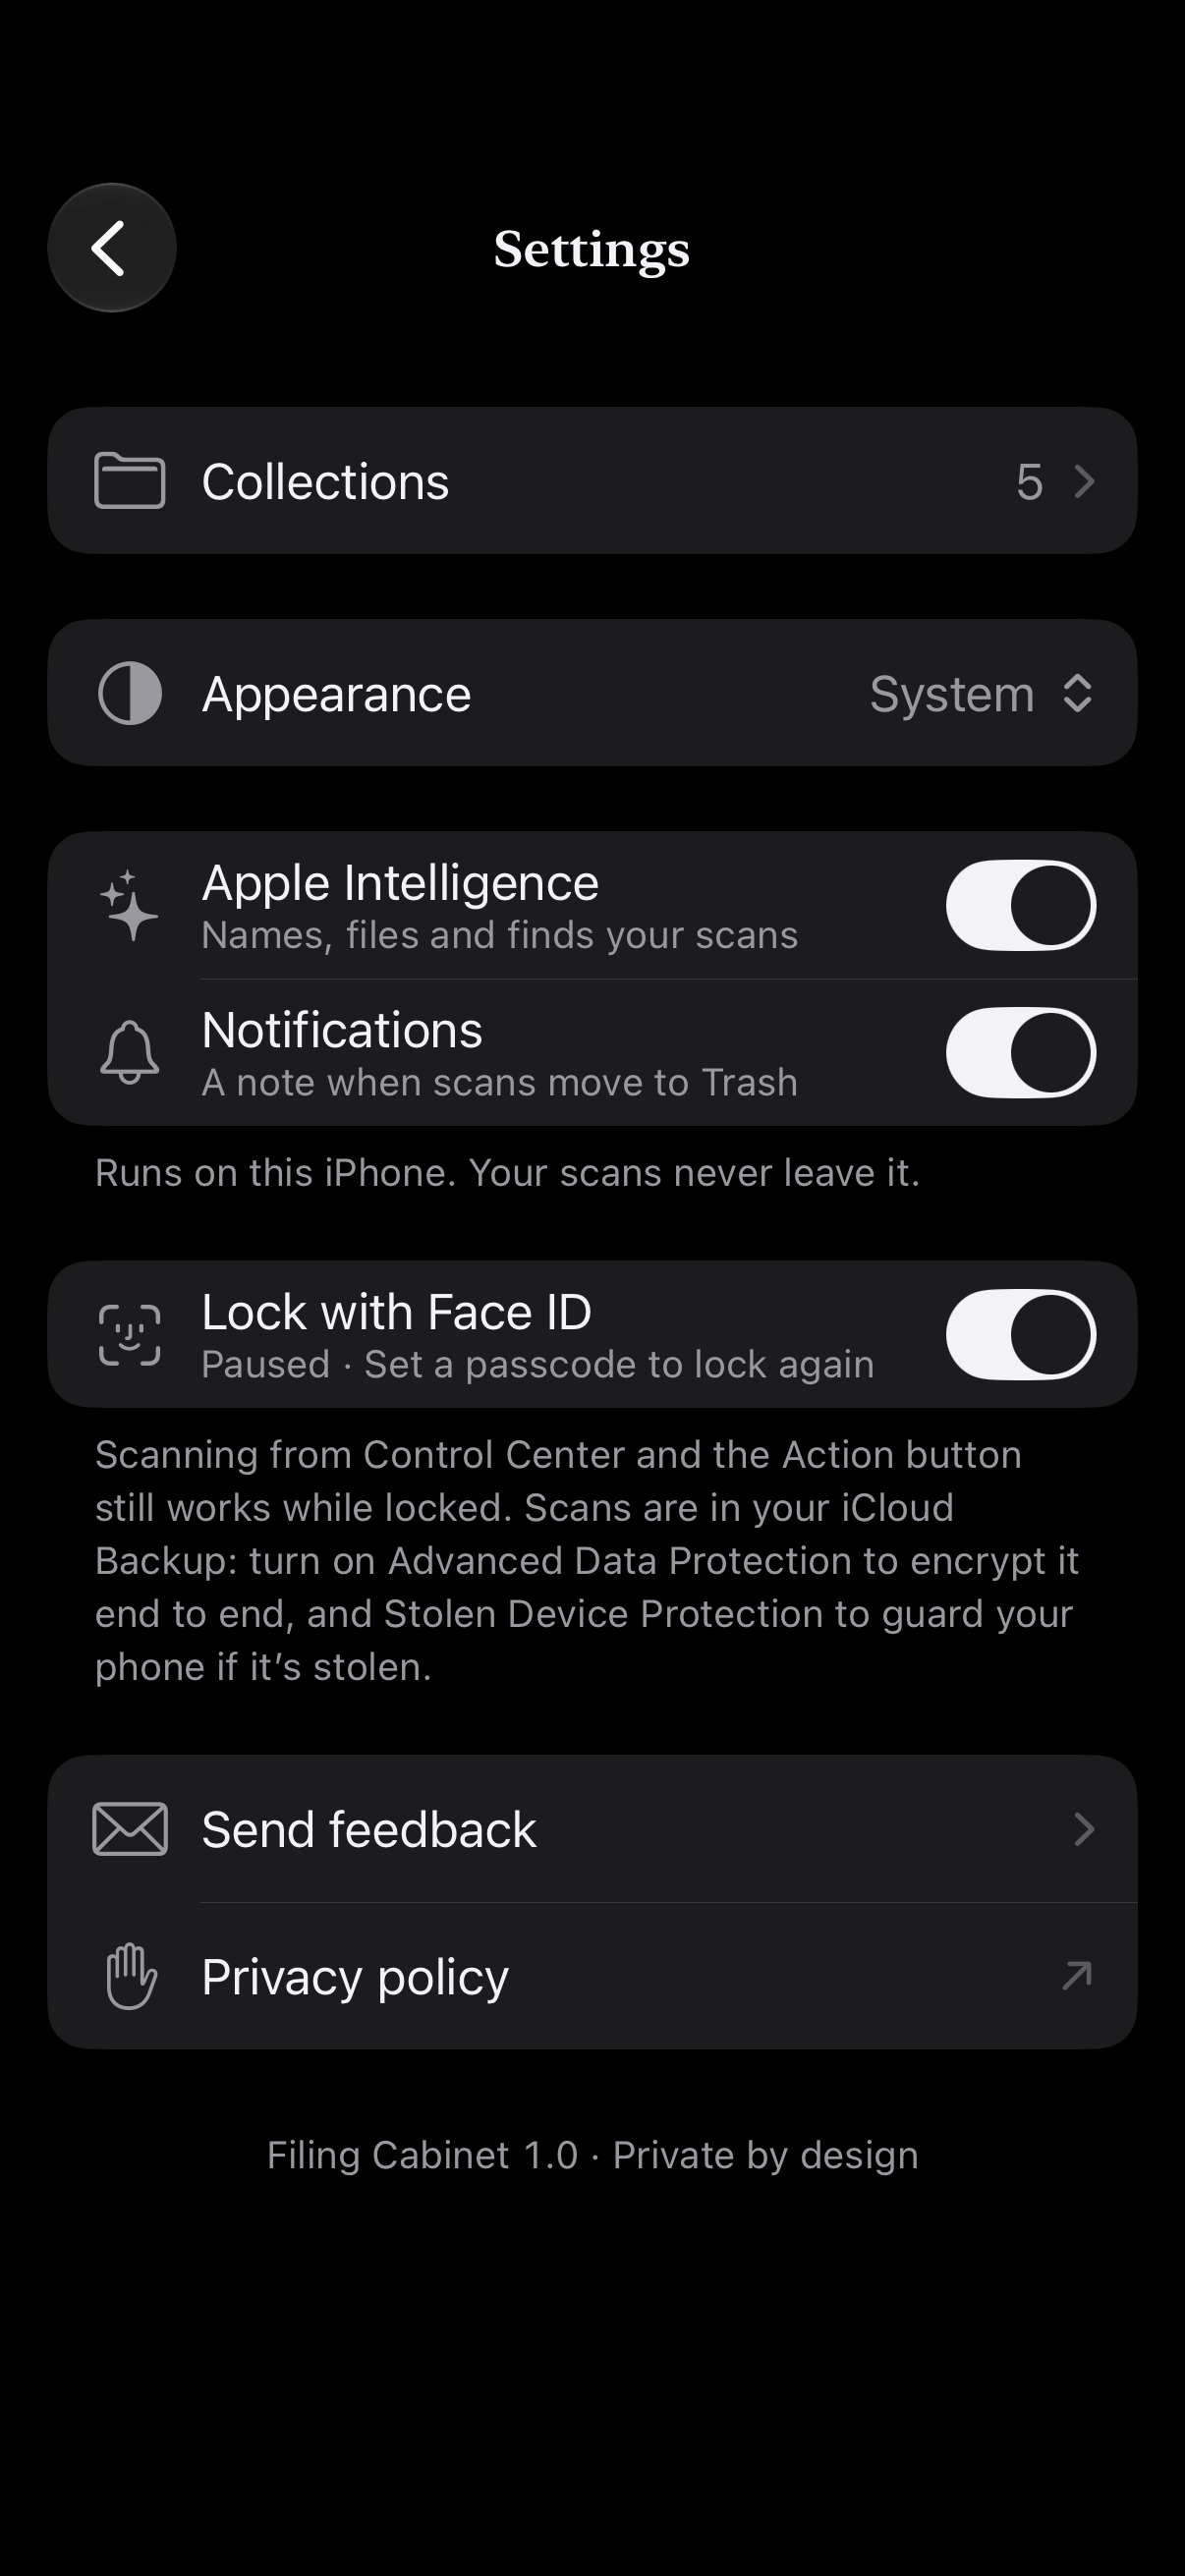 Settings
Collections 5
Appearance System
Apple Intelligence
Names, files and finds your scans
Notifications
A note when scans move to Trash
Runs on this iPhone. Your scans never leave it.
Lock with Face ID
Paused · Set a passcode to lock again
Scanning from Control Center and the Action button
still works while locked. Scans are in your iCloud
Backup: turn on Advanced Data Protection to encrypt it
end to end, and Stolen Device Protection to guard your
phone if it’s stolen.
Send feedback
Privacy policy
Filing Cabinet 1.0 · Private by design